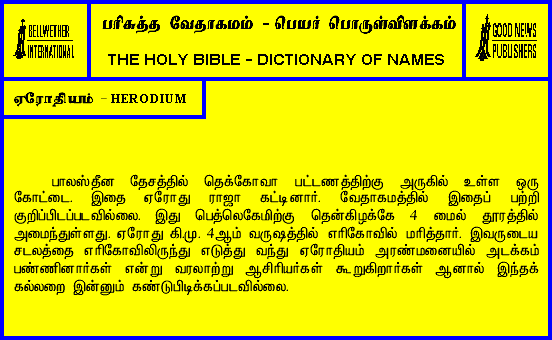 BELLWETHER
INTERNATIONAL
பரிசுத்த வேதாகமம் - பெயர் பொருள்விளக்கம்
THE HOLY BIBLE - DICTIONARY OF NAMES
GOOD NEWS
PUBLISHERS
ஏரோதியம் - HERODIUM
பாலஸ்தீன தேசத்தில் தெக்கோவா பட்டணத்திற்கு அருகில் உள்ள ஒரு
கோட்டை. இதை ஏரோது ராஜா கட்டினார். வேதாகமத்தில் இதைப் பற்றி
குறிப்பிடப்படவில்லை. இது பெத்லெகேமிற்கு தென்கிழக்கே 4 மைல் தூரத்தில்
அமைந்துள்ளது. ஏரோது கி.மு. 4ஆம் வருஷத்தில் எரிகோவில் மரித்தார். இவருடைய
சடலத்தை எரிகோவிலிருந்து எடுத்து வந்து ஏரோதியம் அரண்மனையில் அடக்கம்
பண்ணினார்கள் என்று வரலாற்று ஆசிரியர்கள் கூறுகிறார்கள் ஆனால் இந்தக்
கல்லறை இன்னும் கண்டுபிடிக்கப்படவில்லை.